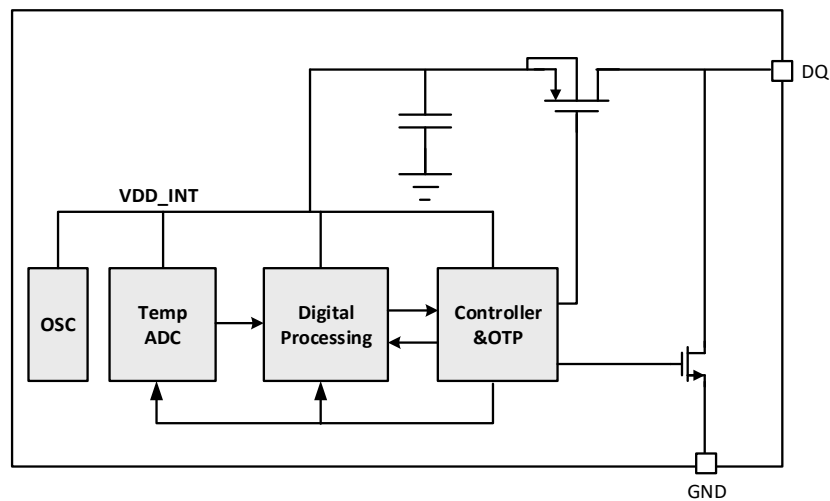 DQ
VDD_INT
OSC
Temp
ADC
Digital
Processing
Controller
&OTP
GND